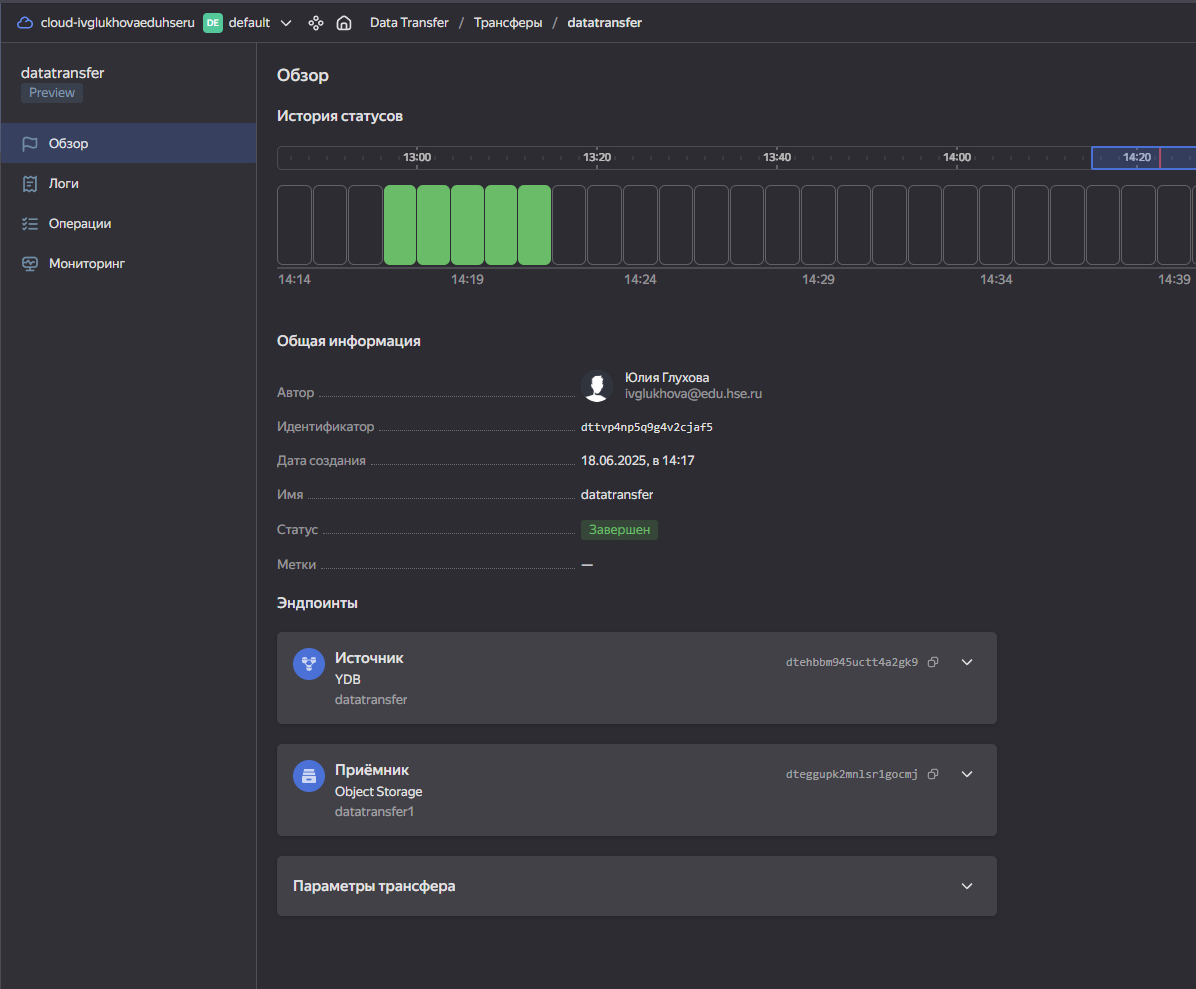 cloud-ivglukhovaeduhseru DE default Data Transfer / Трансферы / datatransfer
datatransfer
Preview
Обзор
Логи
Операции
Мониторинг
Обзор
История статусов
13:00 13:20 13:40 14:00 14:20
14:14 14:19 14:24 14:29 14:34 14:39
Общая информация
Автор
Юлия Глухова
ivglukhova@edu.hse.ru
Идентификатор dttvp4np5q9g4v2cjaf5
Дата создания 18.06.2025, в 14:17
Имя datatransfer
Статус Завершен
Метки —
Эндпоинты
Источник dtehbbm945uctt4a2gk9
YDB
datatransfer
Приёмник dteggupk2mnlsr1gocmj
Object Storage
datatransfer1
Параметры трансфера